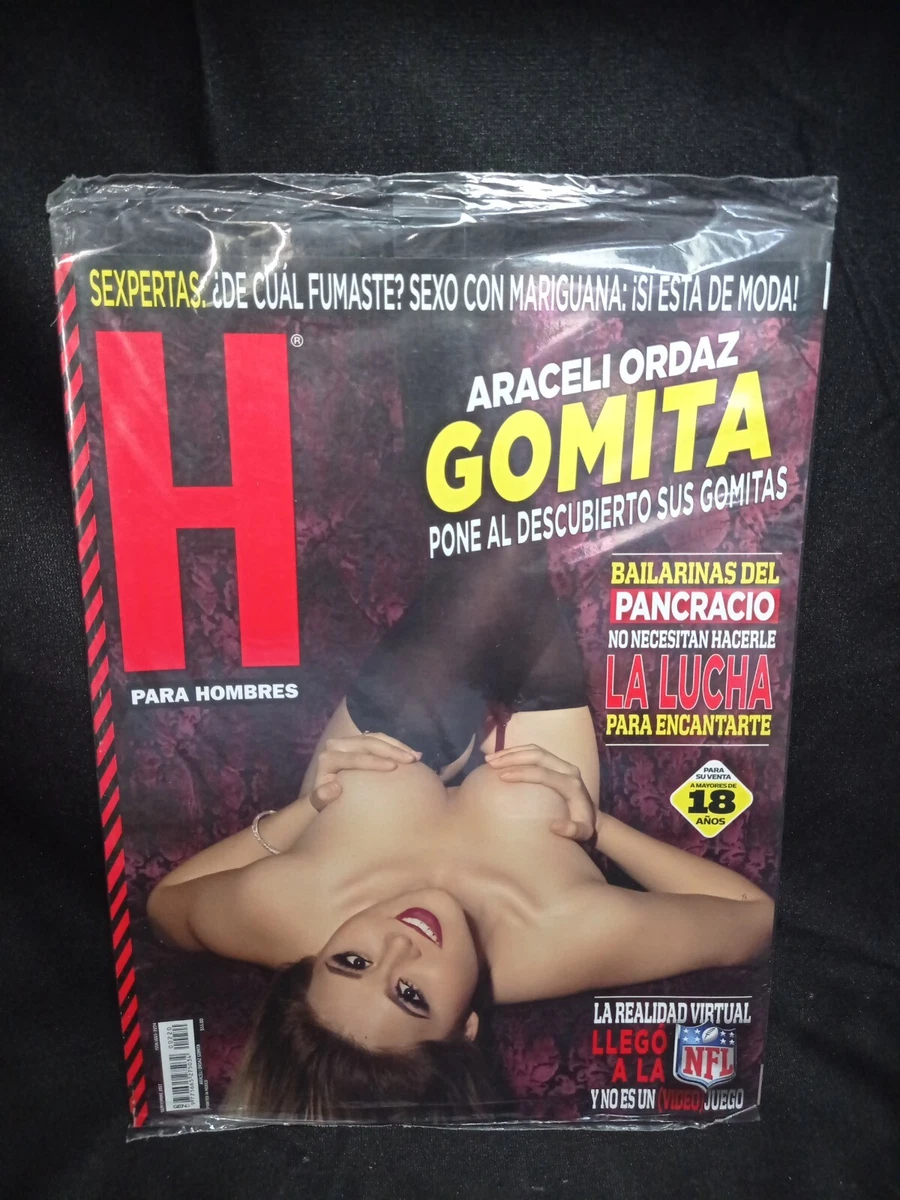 SEXPERTAS: ¿DE CUÁL FUMASTE? SEXO CON MARIGUANA: ¡SÍ ESTA DE MODA!
H®
PARA HOMBRES
ARACELI ORDAZ
GOMITA
PONE AL DESCUBIERTO SUS GOMITAS
BAILARINAS DEL
PANCRACIO
NO NECESITAN HACERLE
LA LUCHA
PARA ENCANTARTE
PARA
SU VENTA
A MAYORES DE
18
AÑOS
LA REALIDAD VIRTUAL
LLEGÓ
A LA NFL
Y NO ES UN (VIDEO)JUEGO
00220